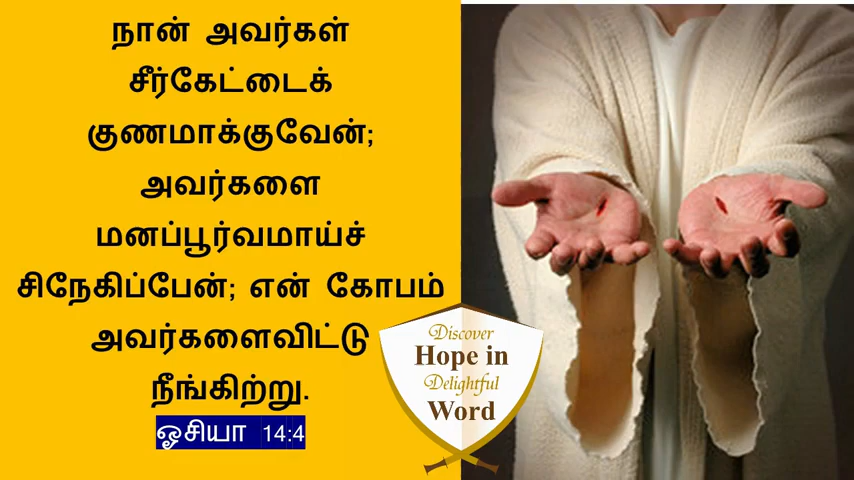 நான் அவர்கள்
சீர்கேட்டைக்
குணமாக்குவேன்;
அவர்களை
மனப்பூர்வமாய்ச்
சிநேகிப்பேன்; என் கோபம்
அவர்களைவிட்டு
நீங்கிற்று.
ஓசியா 14:4
Discover
Hope in
Delightful
Word